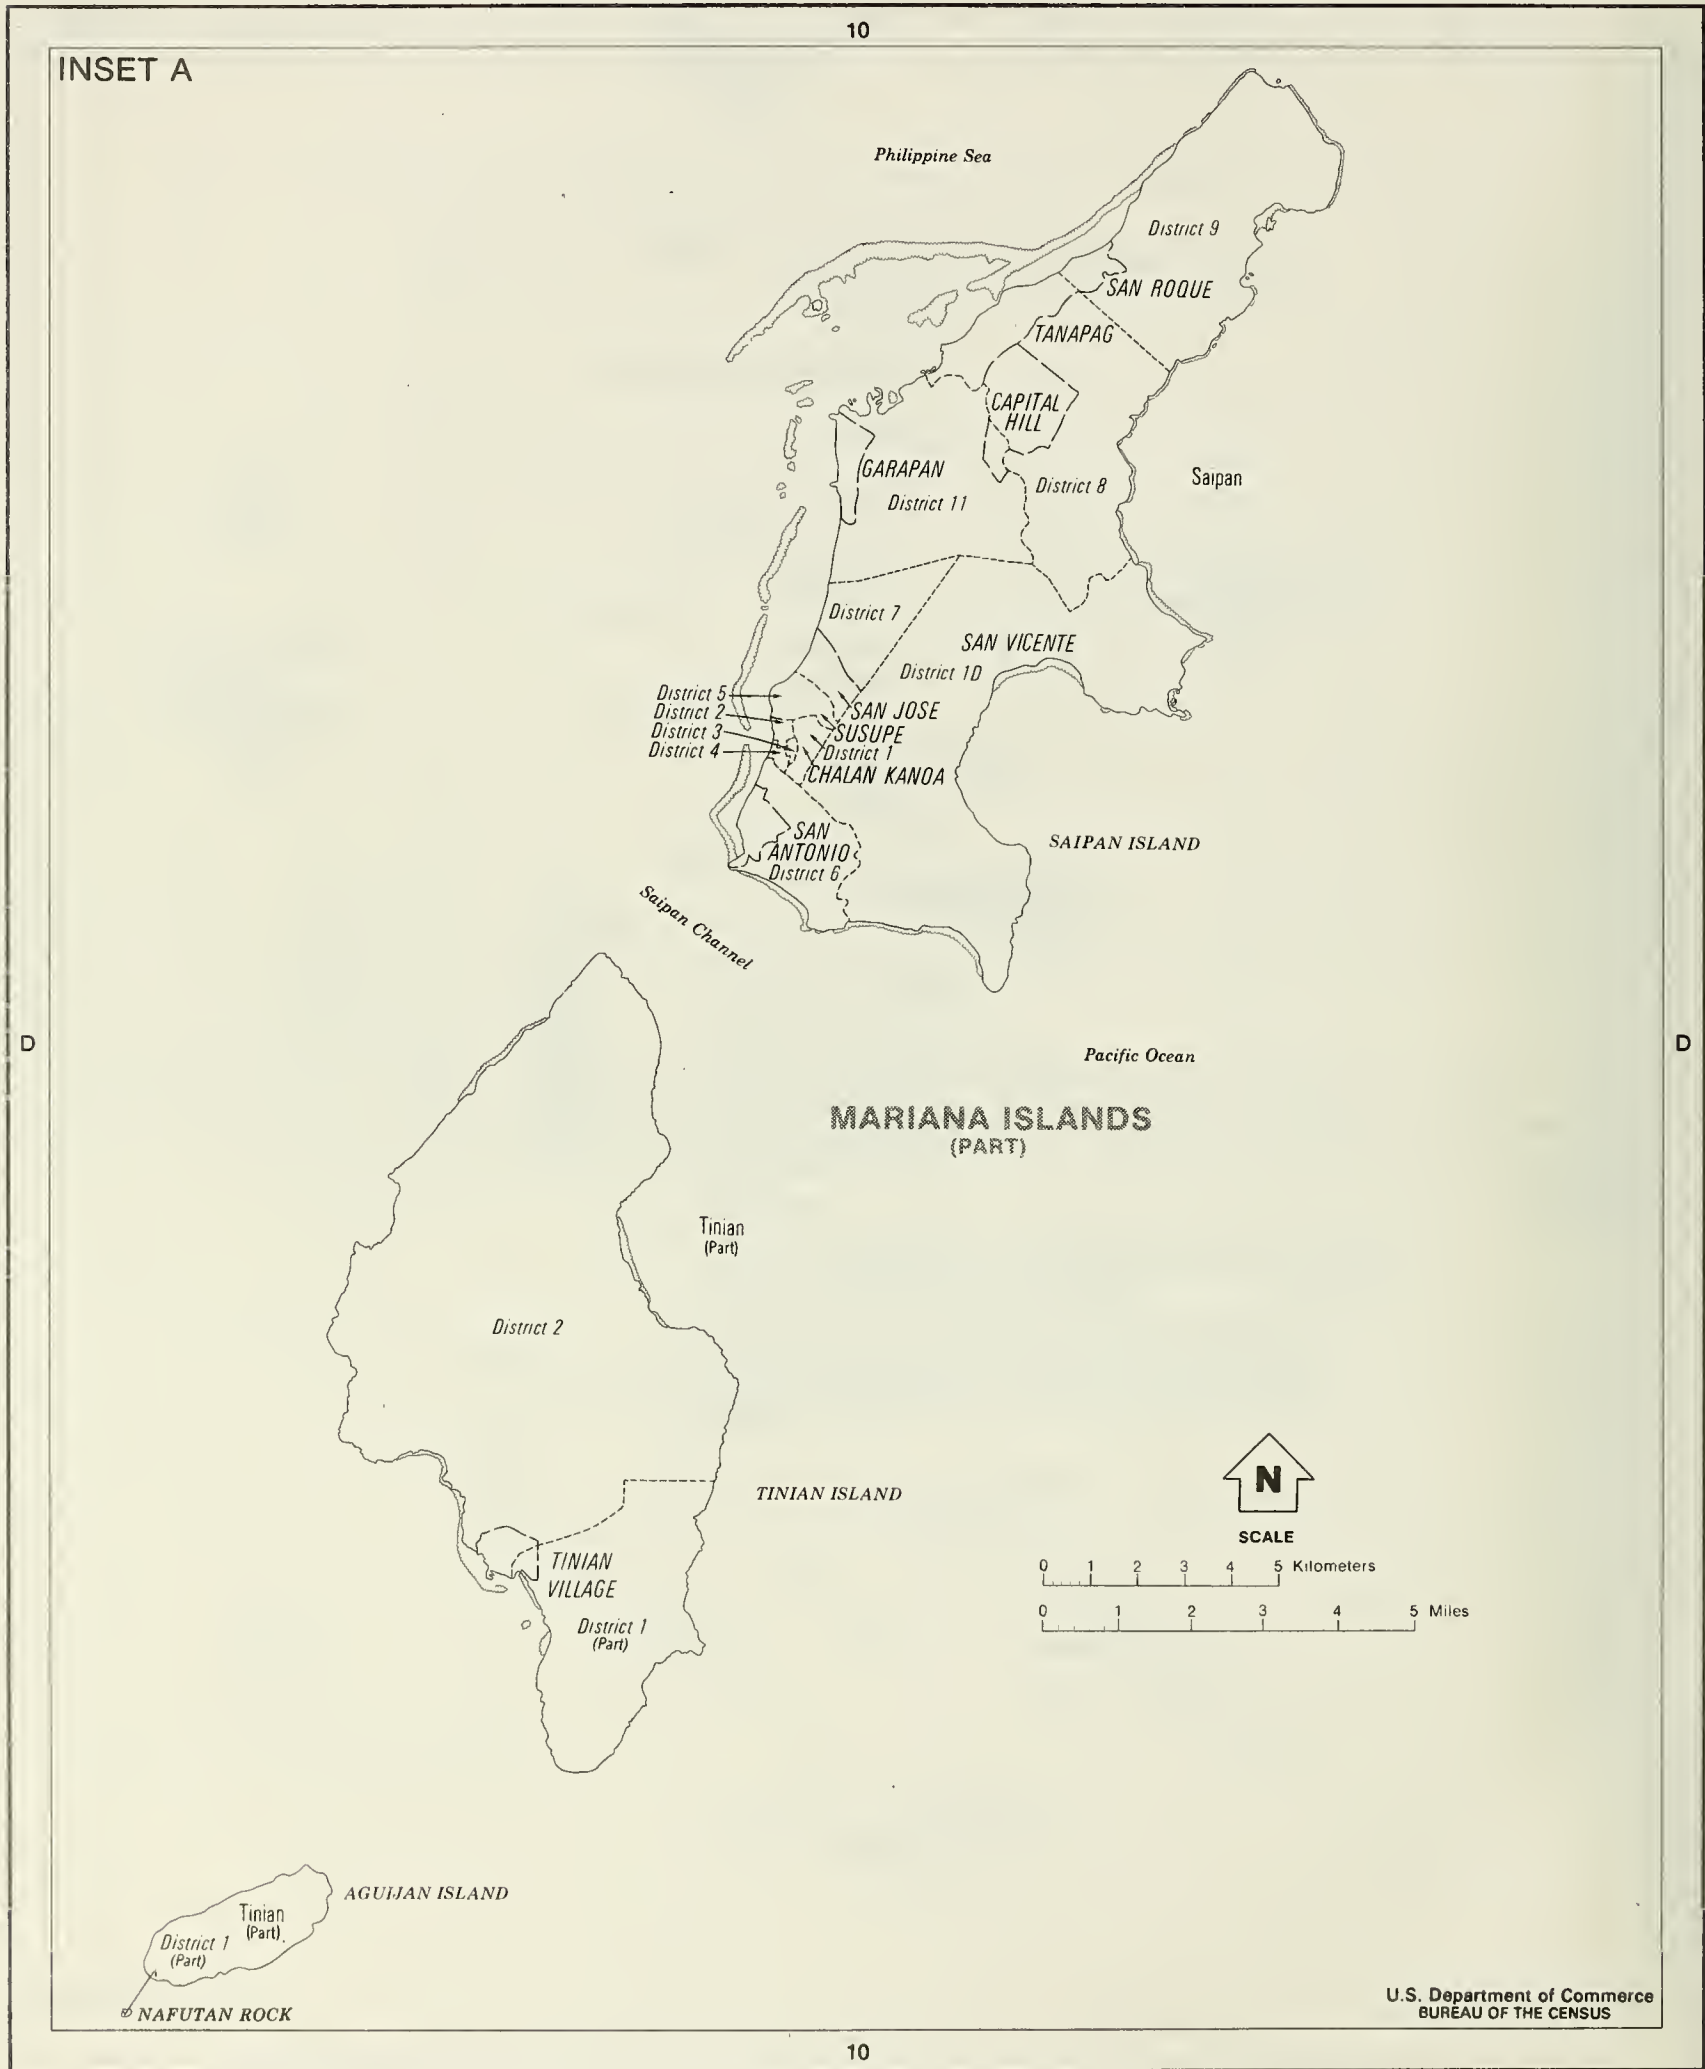 10
INSET A
Philippine Sea
District 9
SAN ROQUE
TANAPAG
CAPITAL
HILL
GARAPAN
District 11
District 8
Saipan
District 7
SAN VICENTE
District 10
District 5
District 2
District 3
District 4
SAN JOSE
SUSUPE
District 1
CHALAN KANOA
SAN
ANTONIO
District 6
SAIPAN ISLAND
Saipan Channel
D
D
Pacific Ocean
MARIANA ISLANDS
(PART)
Tinian
(Part)
District 2
TINIAN ISLAND
TINIAN
VILLAGE
District 1
(Part)
N
SCALE
0 1 2 3 4 5 Kilometers
0 1 2 3 4 5 Miles
AGUIJAN ISLAND
Tinian
(Part)
District 1
(Part)
NAFUTAN ROCK
U.S. Department of Commerce
BUREAU OF THE CENSUS
10